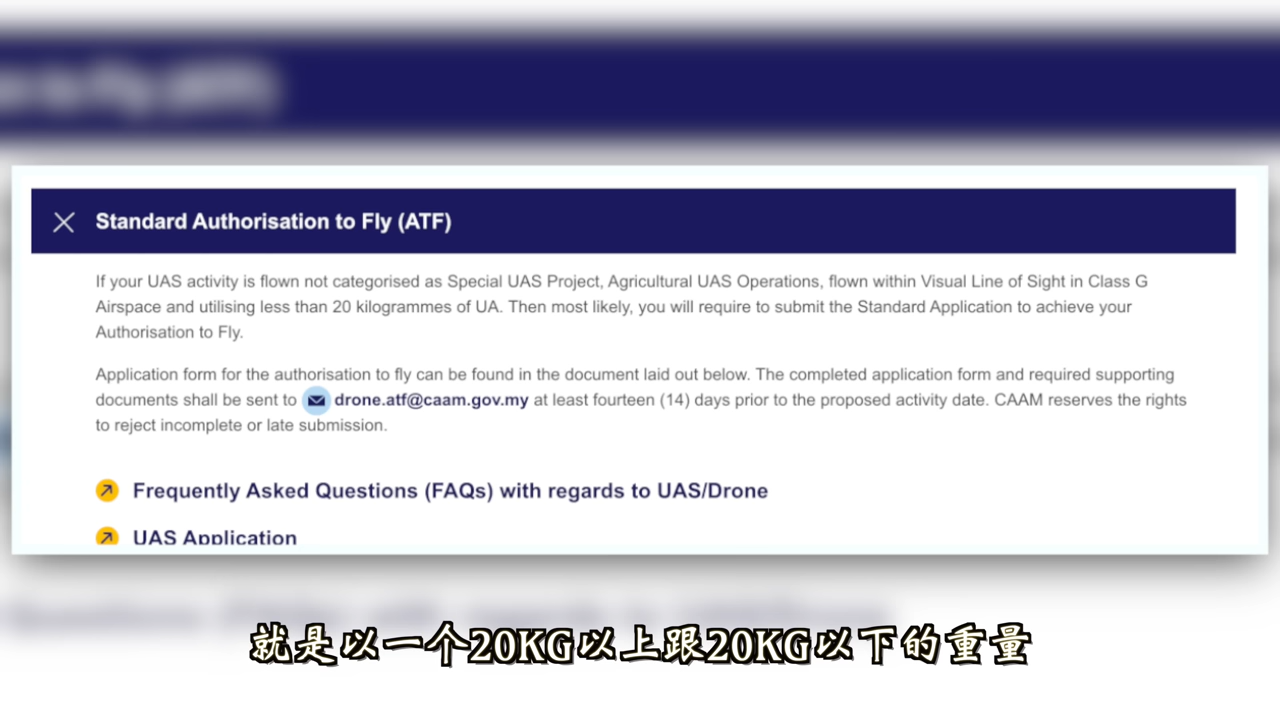 Standard Authorisation to Fly (ATF)
If your UAS activity is flown not categorised as Special UAS Project, Agricultural UAS Operations, flown within Visual Line of Sight in Class G
Airspace and utilising less than 20 kilogrammes of UA. Then most likely, you will require to submit the Standard Application to achieve your
Authorisation to Fly.
Application form for the authorisation to fly can be found in the document laid out below. The completed application form and required supporting
documents shall be sent to drone.atf@caam.gov.my at least fourteen (14) days prior to the proposed activity date. CAAM reserves the rights
to reject incomplete or late submission.
Frequently Asked Questions (FAQs) with regards to UAS/Drone
UAS Application
就是以一个20KG以上跟20KG以下的重量